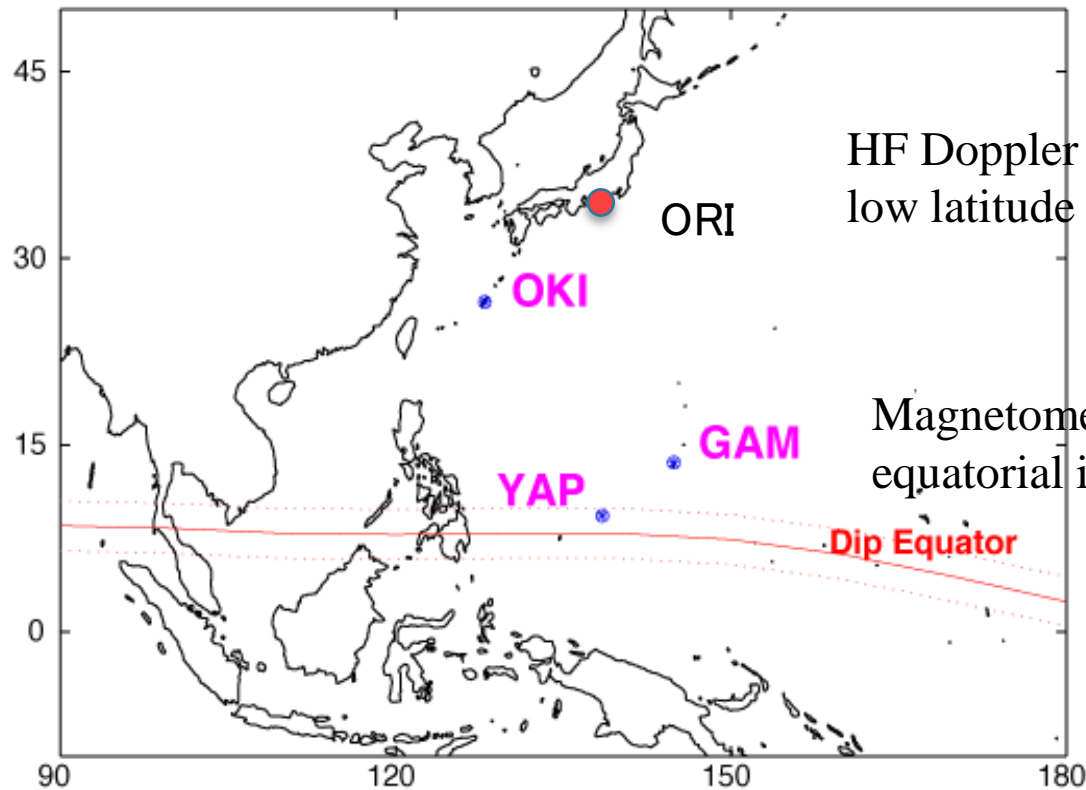 45
HF Doppler
low latitude
ORI
30
OKI
Magnetome
equatorial i
15
GAM
YAP
Dip Equator
0
90
120
150
180